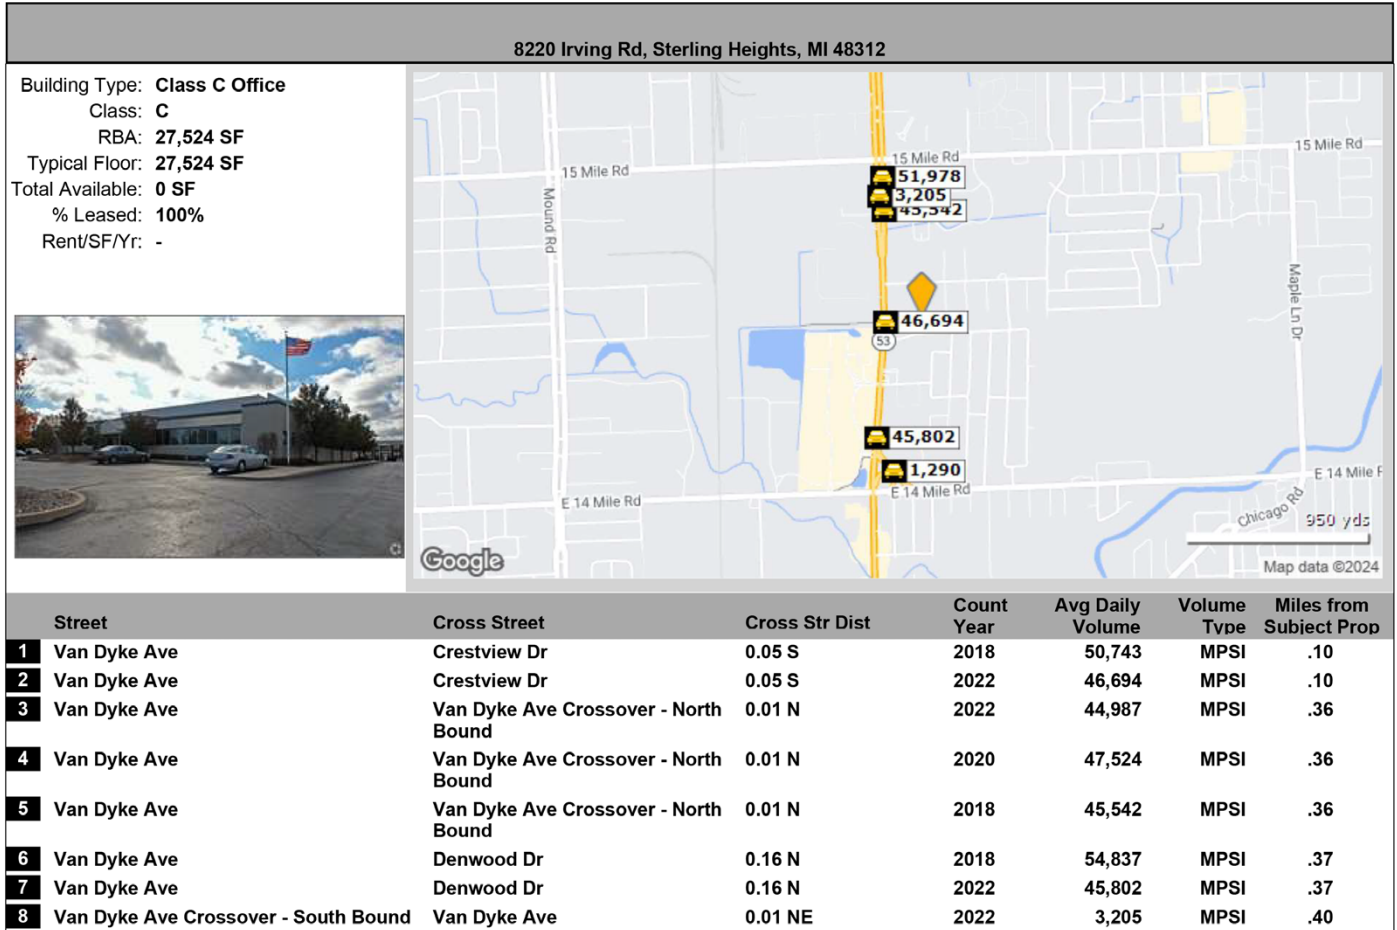 8220 Irving Rd, Sterling Heights, MI 48312
Building Type: Class C Office
Class: C
RBA: 27,524 SF
Typical Floor: 27,524 SF
Total Available: 0 SF
% Leased: 100%
Rent/SF/Yr: -
15 Mile Rd
15 Mile Rd
15 Mile Rd
51,978
3,205
45,542
Mound Rd
Maple Ln Dr
46,694
53
45,802
1,290
E 14 Mile Rd
E 14 Mile Rd
E 14 Mile R
Chicago Rd
950 yds
Google
Map data ©2024
Street Cross Street Cross Str Dist Count Year Avg Daily Volume Volume Type Miles from Subject Prop
1 Van Dyke Ave Crestview Dr 0.05 S 2018 50,743 MPSI .10
2 Van Dyke Ave Crestview Dr 0.05 S 2022 46,694 MPSI .10
3 Van Dyke Ave Van Dyke Ave Crossover - North 0.01 N 2022 44,987 MPSI .36
Bound
4 Van Dyke Ave Van Dyke Ave Crossover - North 0.01 N 2020 47,524 MPSI .36
Bound
5 Van Dyke Ave Van Dyke Ave Crossover - North 0.01 N 2018 45,542 MPSI .36
Bound
6 Van Dyke Ave Denwood Dr 0.16 N 2018 54,837 MPSI .37
7 Van Dyke Ave Denwood Dr 0.16 N 2022 45,802 MPSI .37
8 Van Dyke Ave Crossover - South Bound Van Dyke Ave 0.01 NE 2022 3,205 MPSI .40